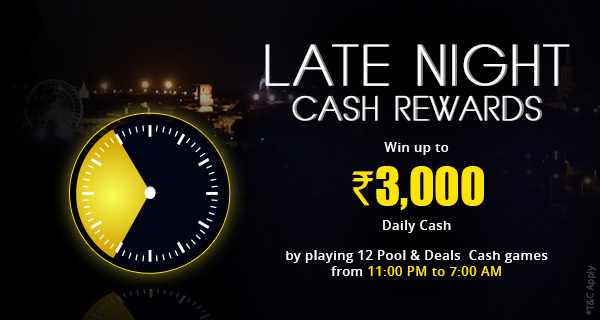 LATE NIGHT
CASH REWARDS
Win up to
₹3,000
Daily Cash
by playing 12 Pool & Deals Cash games
from 11:00 PM to 7:00 AM
*T&C Apply